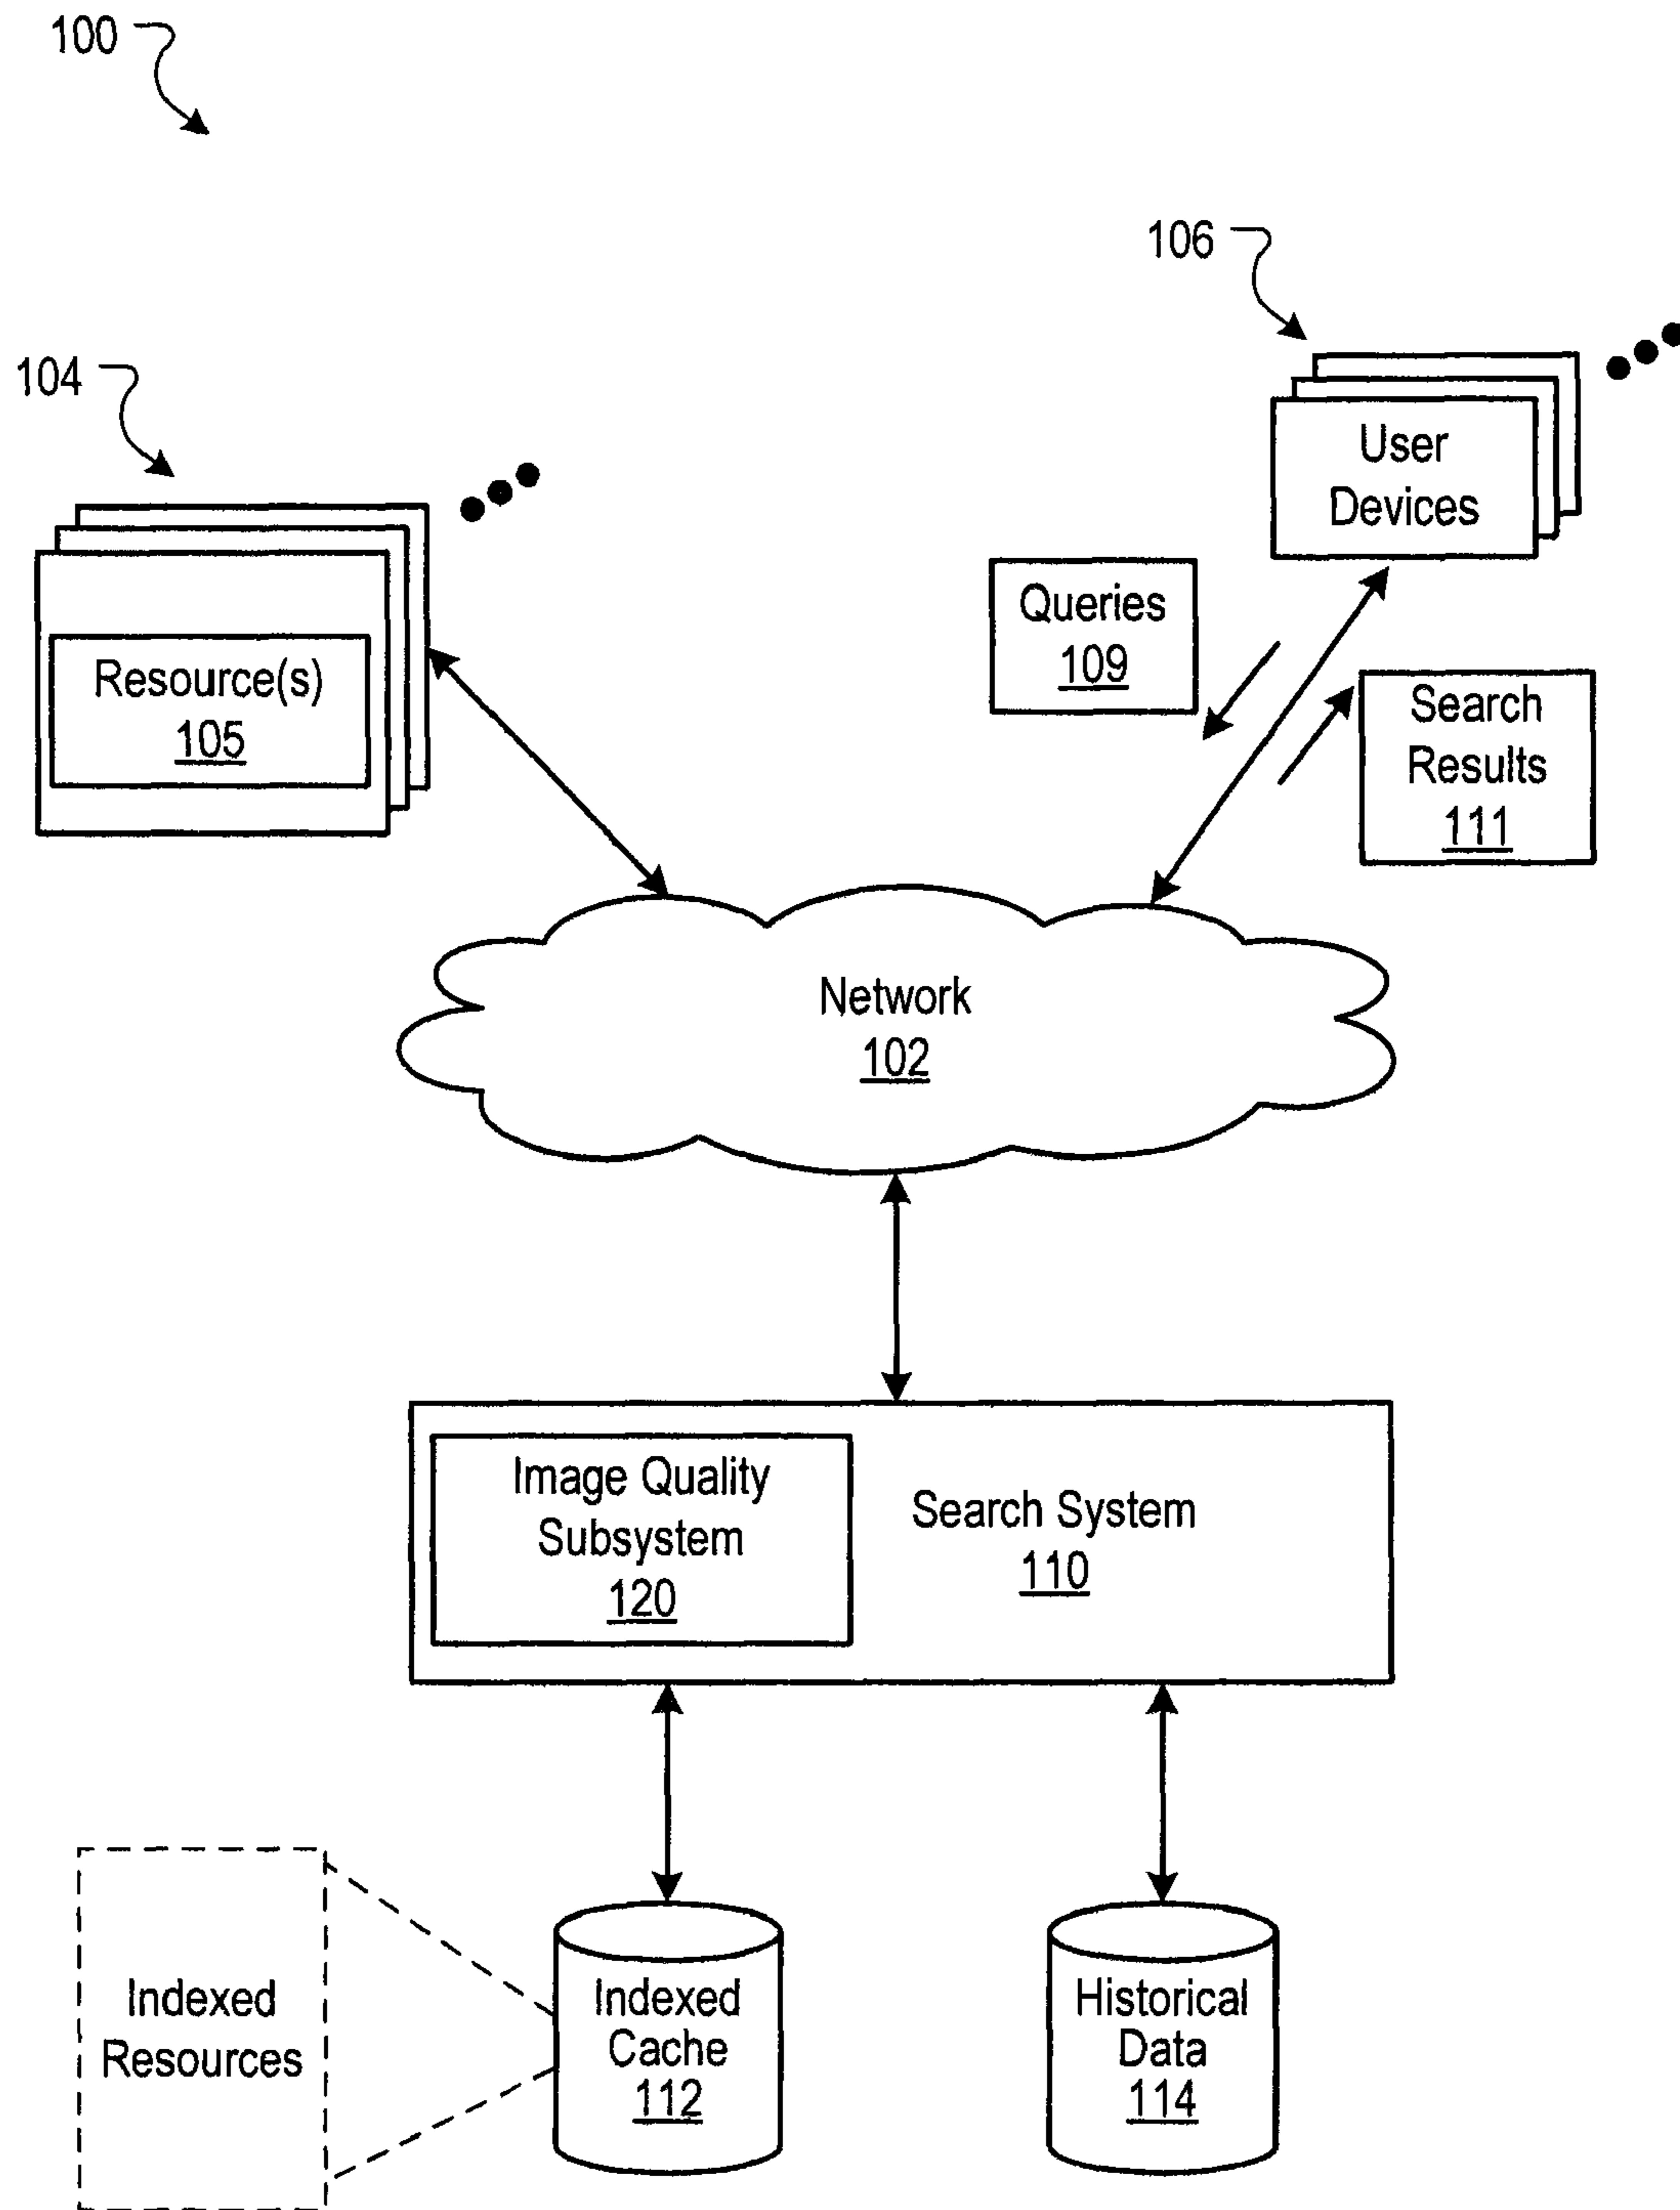 100
106
104
User
Devices
Queries
109
Resource(s)
105
Search
Results
111
Network
102
Image Quality
Subsystem
120
Search System
110
Indexed
Resources
Indexed
Cache
112
Historical
Data
114